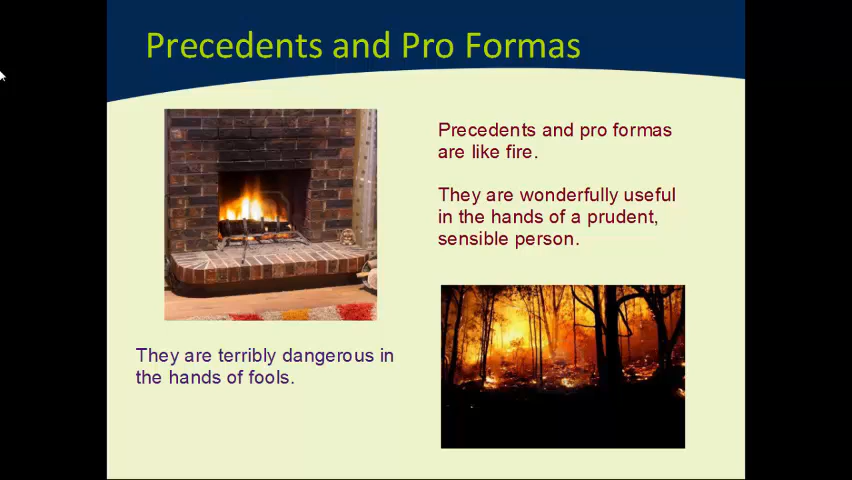 Precedents and Pro Formas
Precedents and pro formas
are like fire.
They are wonderfully useful
in the hands of a prudent,
sensible person.
They are terribly dangerous in
the hands of fools.